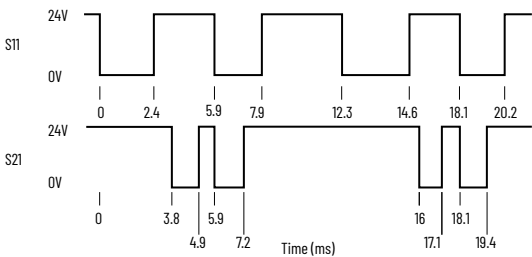 24V
S11
0V
0 2.4 5.9 7.9 12.3 14.6 18.1 20.2
24V
S21
0V
0 3.8 5.9 16 18.1
4.9 7.2 17.1 19.4
Time (ms)